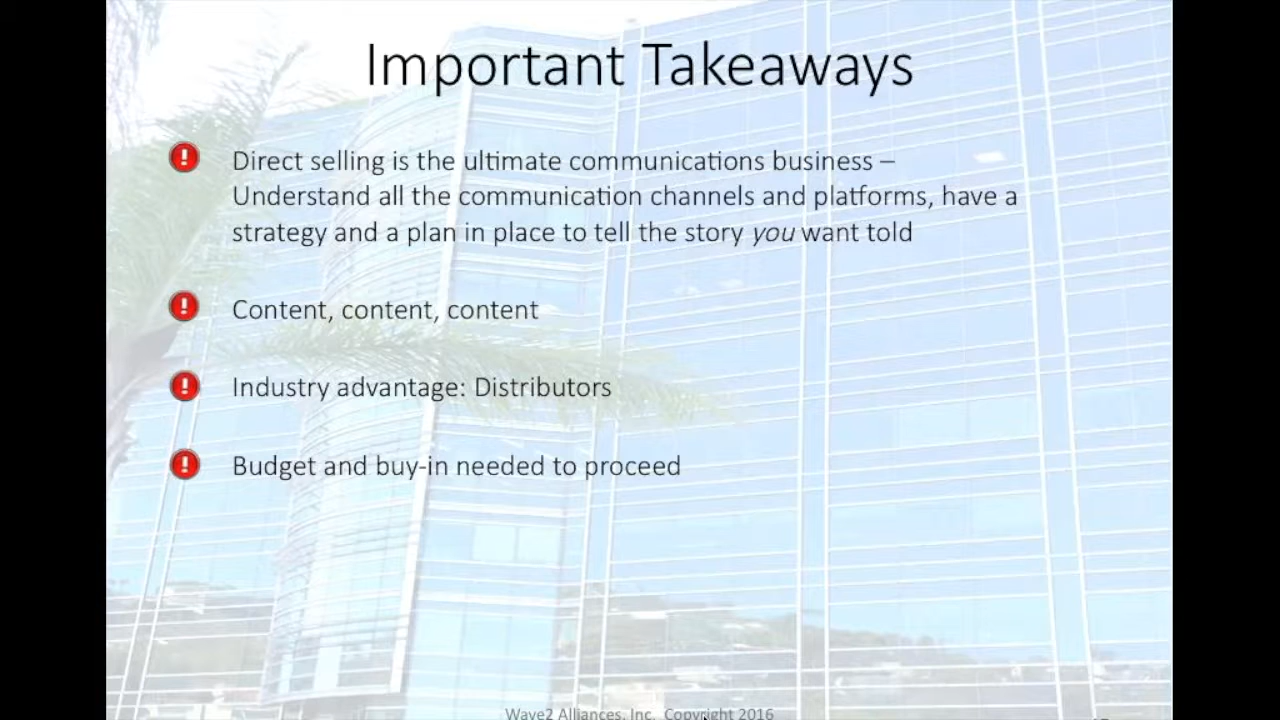 Important Takeaways
Direct selling is the ultimate communications business –
Understand all the communication channels and platforms, have a
strategy and a plan in place to tell the story you want told
Content, content, content
Industry advantage: Distributors
Budget and buy-in needed to proceed
Wave2 Alliances, Inc. Copyright 2016